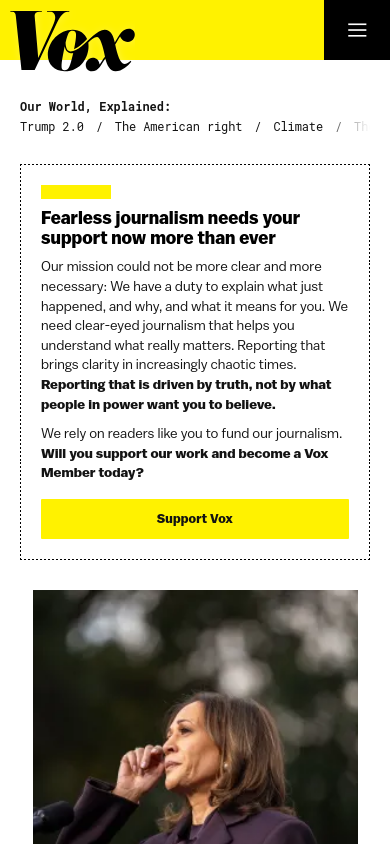 Vox
Our World, Explained:
Trump 2.0 / The American right / Climate / Th
Fearless journalism needs your
support now more than ever
Our mission could not be more clear and more
necessary: We have a duty to explain what just
happened, and why, and what it means for you. We
need clear-eyed journalism that helps you
understand what really matters. Reporting that
brings clarity in increasingly chaotic times.
Reporting that is driven by truth, not by what
people in power want you to believe.
We rely on readers like you to fund our journalism.
Will you support our work and become a Vox
Member today?
Support Vox